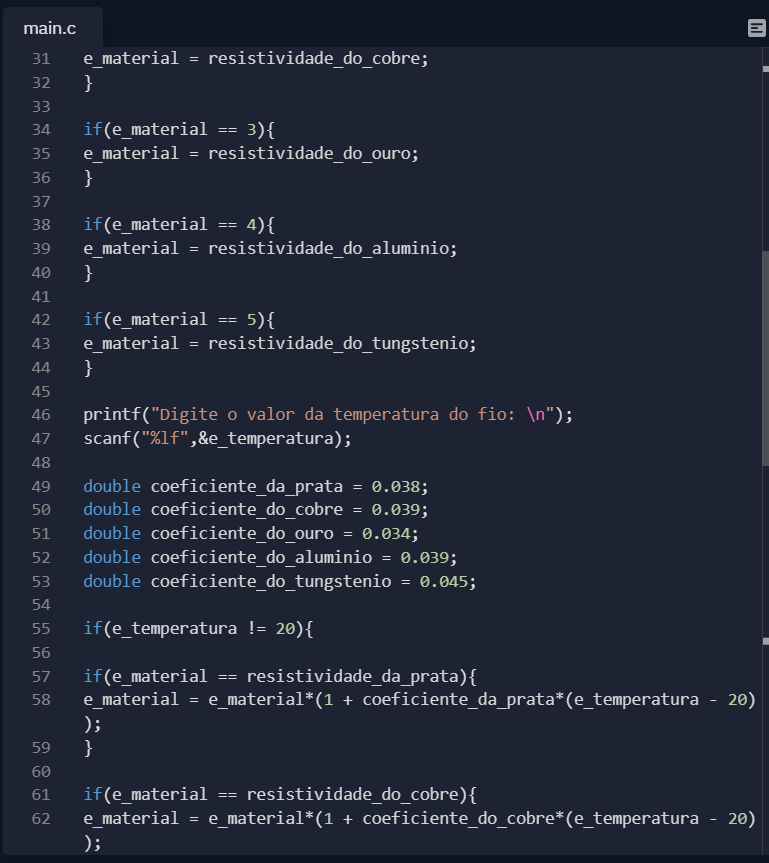 main.c
31 e_material = resistividade_do_cobre;
32 }
33
34 if(e_material == 3){
35 e_material = resistividade_do_ouro;
36 }
37
38 if(e_material == 4){
39 e_material = resistividade_do_aluminio;
40 }
41
42 if(e_material == 5){
43 e_material = resistividade_do_tungstenio;
44 }
45
46 printf("Digite o valor da temperatura do fio: \n");
47 scanf("%lf",&e_temperatura);
48
49 double coeficiente_da_prata = 0.038;
50 double coeficiente_do_cobre = 0.039;
51 double coeficiente_do_ouro = 0.034;
52 double coeficiente_do_aluminio = 0.039;
53 double coeficiente_do_tungstenio = 0.045;
54
55 if(e_temperatura != 20){
56
57 if(e_material == resistividade_da_prata){
58 e_material = e_material*(1 + coeficiente_da_prata*(e_temperatura - 20)
);
59 }
60
61 if(e_material == resistividade_do_cobre){
62 e_material = e_material*(1 + coeficiente_do_cobre*(e_temperatura - 20)
);